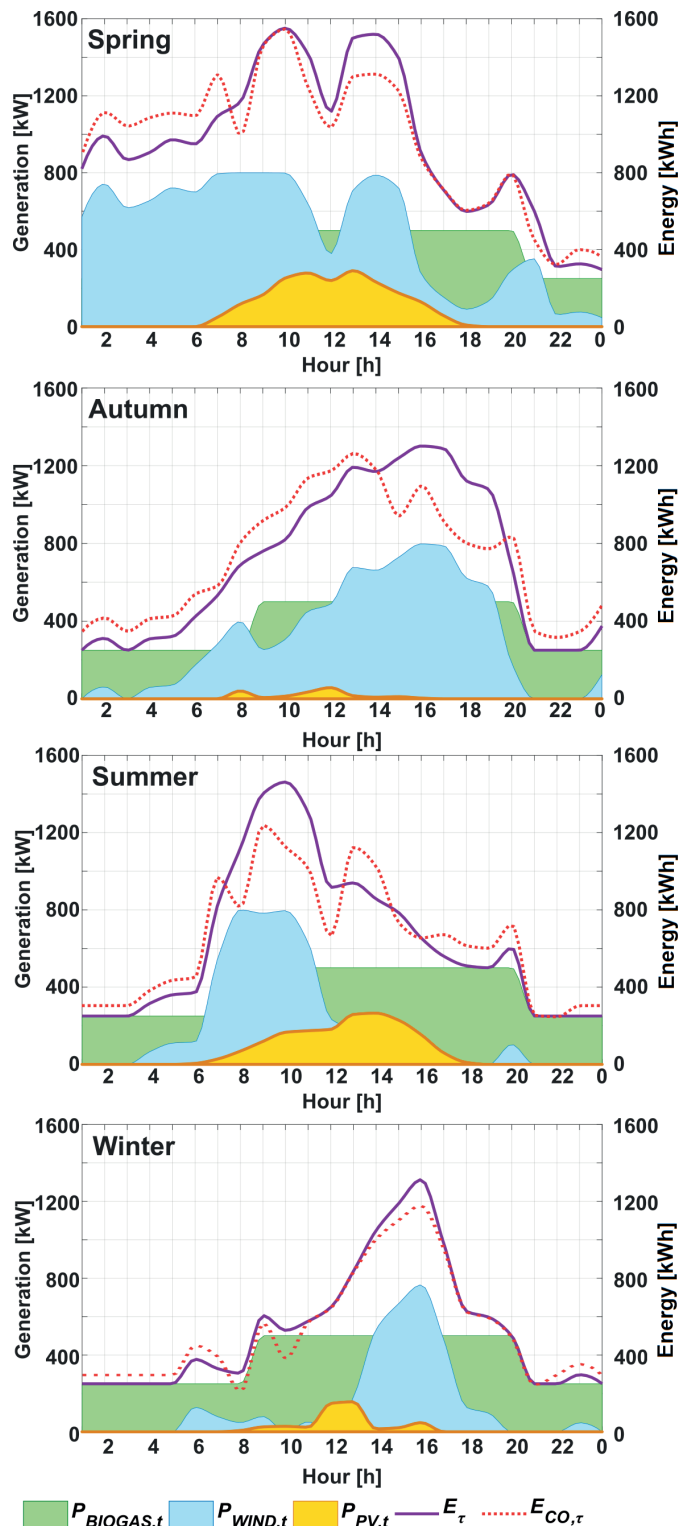 Spring
Generation [kW]
Energy [kWh]
1600 1200 800 400 0
1600 1200 800 400 0
2 4 6 8 10 12 14 16 18 20 22 0
Hour [h]
Autumn
Generation [kW]
Energy [kWh]
1600 1200 800 400 0
1600 1200 800 400 0
2 4 6 8 10 12 14 16 18 20 22 0
Hour [h]
Summer
Generation [kW]
Energy [kWh]
1600 1200 800 400 0
1600 1200 800 400 0
2 4 6 8 10 12 14 16 18 20 22 0
Hour [h]
Winter
Generation [kW]
Energy [kWh]
1600 1200 800 400 0
1600 1200 800 400 0
2 4 6 8 10 12 14 16 18 20 22 0
Hour [h]
P_BIOGAS,t P_WIND,t P_PV,t E_τ E_CO,τ